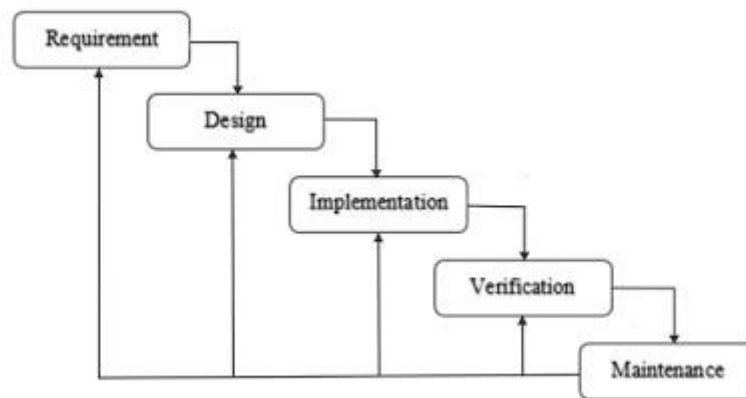 Requirement
Design
Implementation
Verification
Maintenance